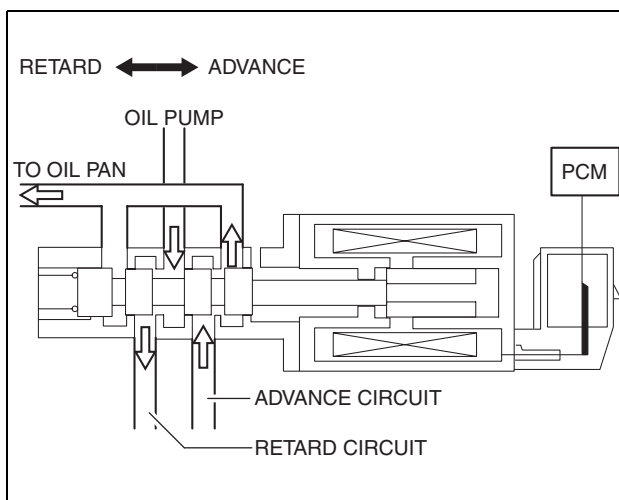 RETARD ADVANCE
OIL PUMP
TO OIL PAN
PCM
ADVANCE CIRCUIT
RETARD CIRCUIT